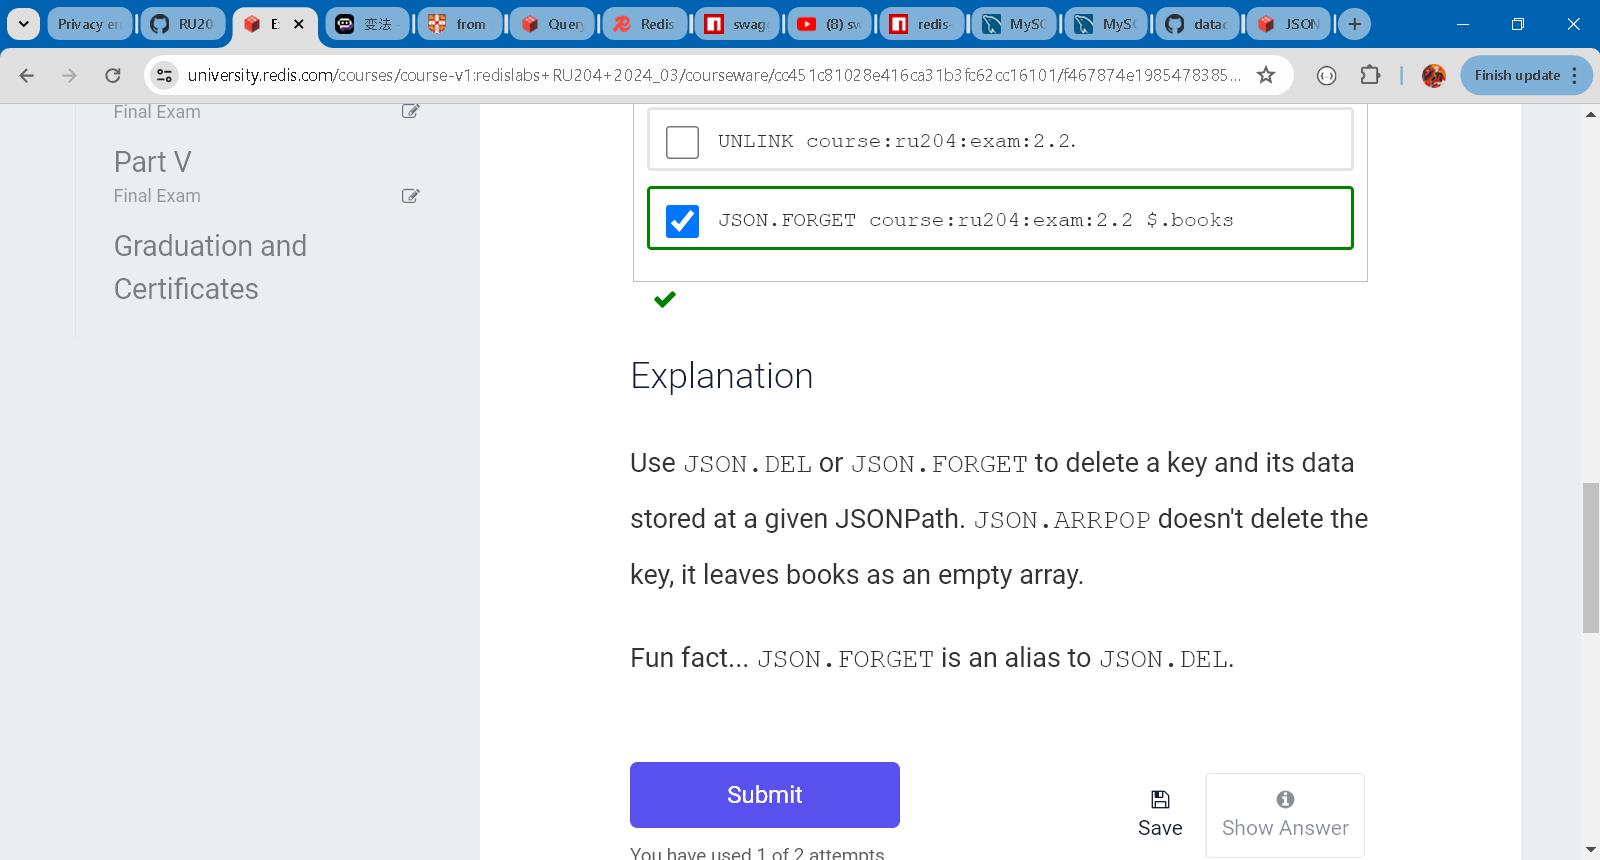 Privacy er
RU20
E
变法
from
Query
Redis
swag
(8) sw
redis-
MySQ
MySQ
datac
JSON
university.redis.com/courses/course-v1:redislabs+RU204+2024_03/courseware/cc451c81028e416ca31b3fc62cc16101/f467874e1985478385...
Finish update
Final Exam
Part V
Final Exam
Graduation and
Certificates
UNLINK course:ru204:exam:2.2.
JSON.FORGET course:ru204:exam:2.2 $.books
Explanation
Use JSON.DEL or JSON.FORGET to delete a key and its data
stored at a given JSONPath. JSON.ARRPOP doesn't delete the
key, it leaves books as an empty array.
Fun fact... JSON.FORGET is an alias to JSON.DEL.
Submit
Save
Show Answer
You have used 1 of 2 attempts